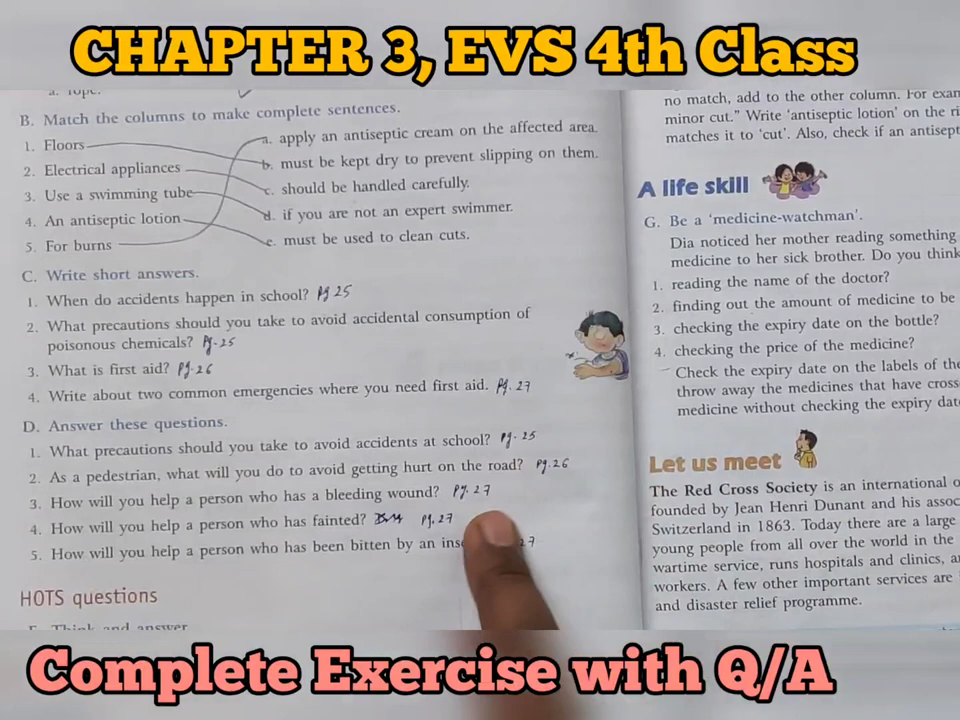 CHAPTER 3, EVS 4th Class
a. Tope.
B. Match the columns to make complete sentences.
1. Floors
a. apply an antiseptic cream on the affected area.
2. Electrical appliances
b. must be kept dry to prevent slipping on them.
3. Use a swimming tube
c. should be handled carefully.
4. An antiseptic lotion
d. if you are not an expert swimmer.
5. For burns
e. must be used to clean cuts.
C. Write short answers.
1. When do accidents happen in school? Pg 25
2. What precautions should you take to avoid accidental consumption of
poisonous chemicals? Pg-25
3. What is first aid? Pg-26
4. Write about two common emergencies where you need first aid. Pg. 27
D. Answer these questions.
1. What precautions should you take to avoid accidents at school? Pg-25
2. As a pedestrian, what will you do to avoid getting hurt on the road? Pg.26
3. How will you help a person who has a bleeding wound? Pg. 27
4. How will you help a person who has fainted? Pg.27
5. How will you help a person who has been bitten by an 27
HOTS questions
Think and answer
no match, add to the other column. For
minor cut." Write 'antiseptic lotion' on the
matches it to 'cut'. Also, check if an
A life skill
G. Be a 'medicine-watchman'.
Dia noticed her mother reading something
medicine to her sick brother. Do you think
1. reading the name of the doctor?
2. finding out the amount of medicine to be
3. checking the expiry date on the bottle?
4. checking the price of the medicine?
Check the expiry date on the labels of the
throw away the medicines that have
medicine without checking the expiry
Let us meet
The Red Cross Society is an international
founded by Jean Henri Dunant and his
Switzerland in 1863. Today there are a large
young people from all over the world in the
wartime service, runs hospitals and clinics,
workers. A few other important services are
and disaster relief programme.
Complete Exercise with Q/A